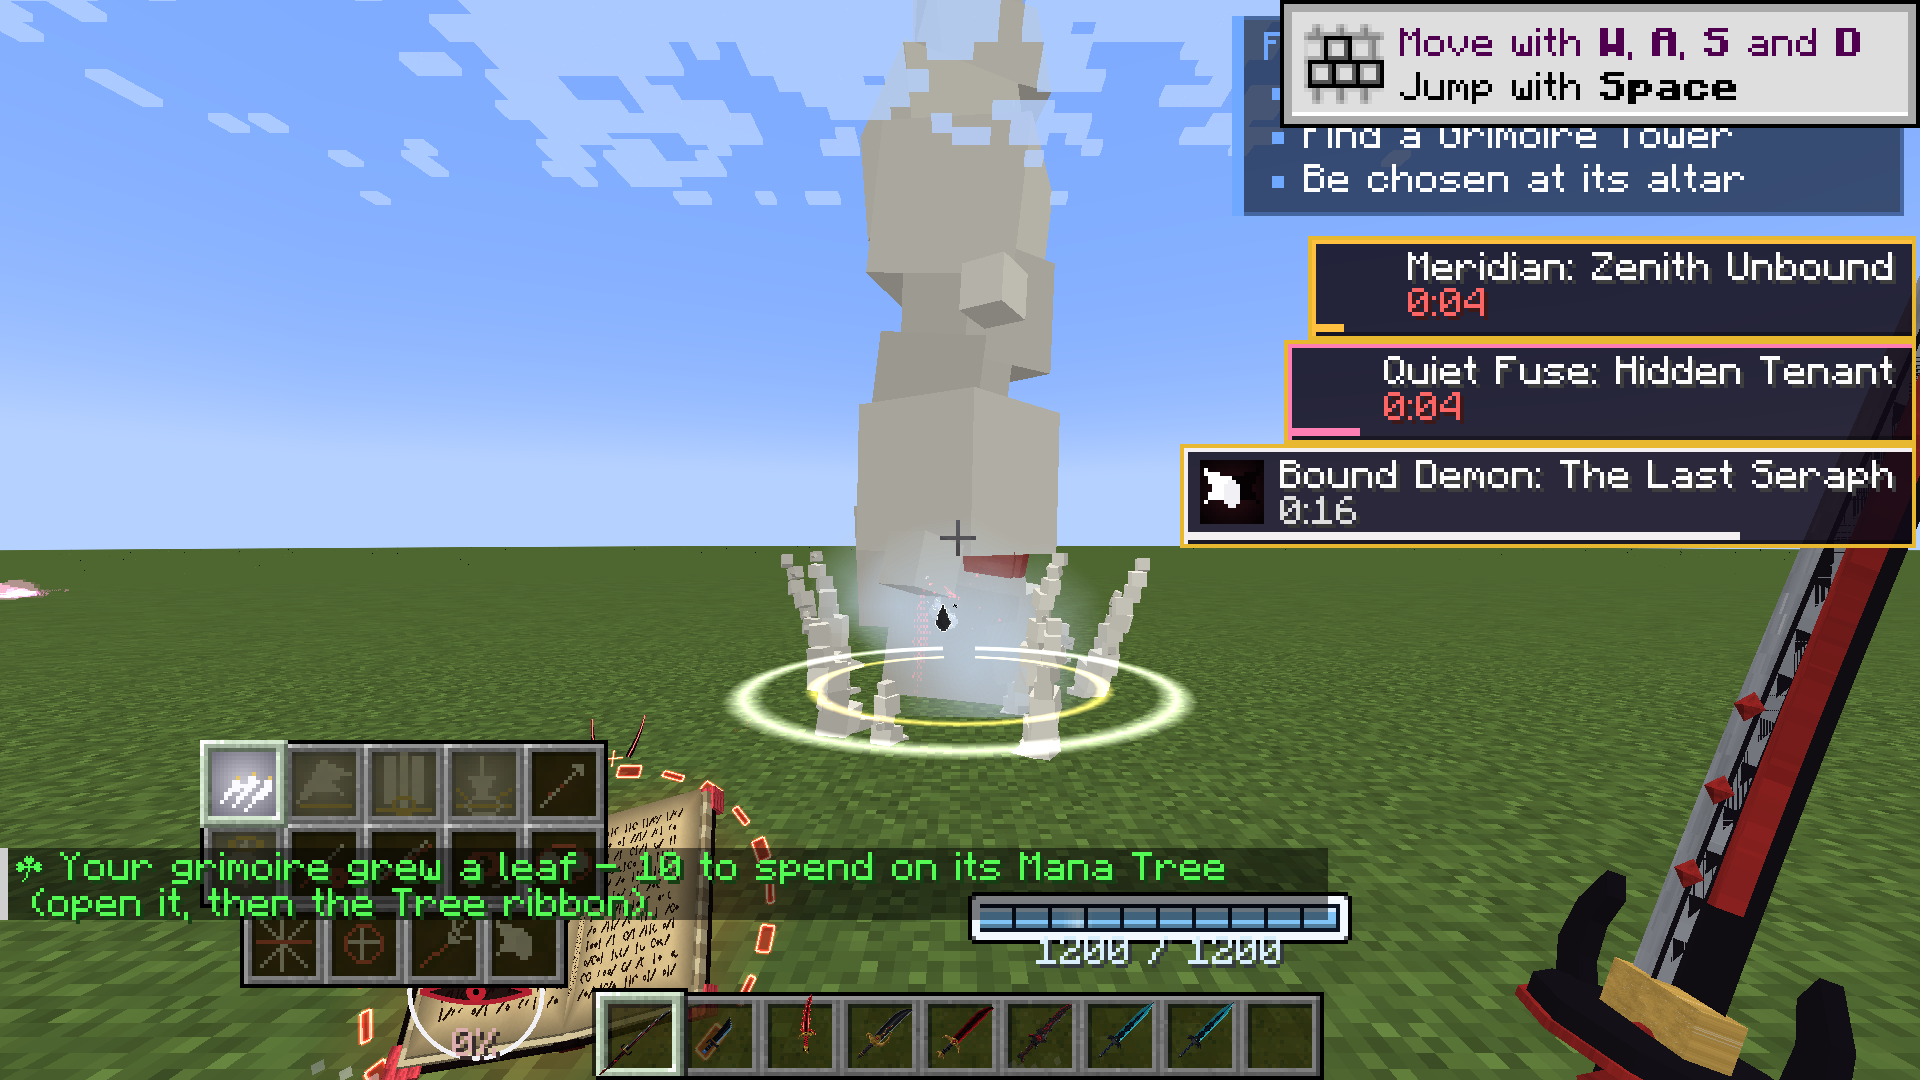 Move with W, A, S and D
Jump with Space
Find a Grimoire Tower
Be chosen at its altar
Meridian: Zenith Unbound
0:04
Quiet Fuse: Hidden Tenant
0:04
Bound Demon: The Last Seraph
0:16
Your grimoire grew a leaf - 10 to spend on its Mana Tree
(open it, then the Tree ribbon).
1200 / 1200
0%